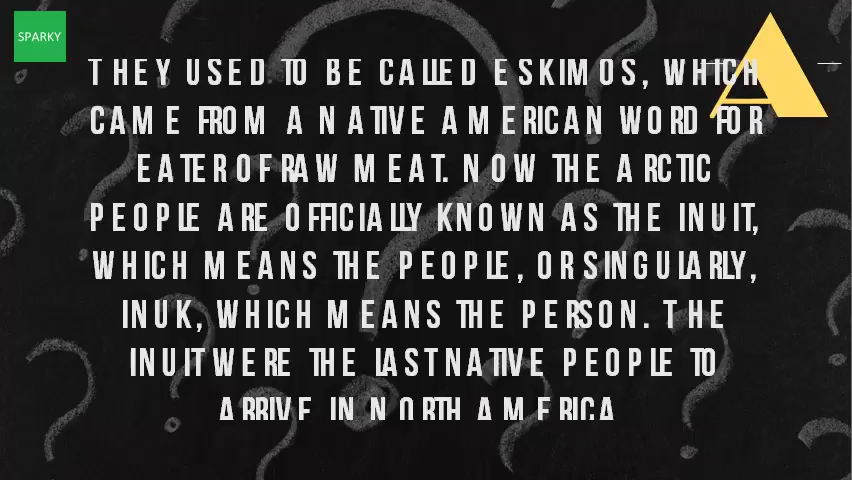 SPARKY
THEY USED TO BE CALLED ESKIMOS, WHICH
CAME FROM A NATIVE AMERICAN WORD FOR
EATER OF RAW MEAT. NOW THE ARCTIC
PEOPLE ARE OFFICIALLY KNOWN AS THE INUIT,
WHICH MEANS THE PEOPLE, OR SINGULARLY,
INUK, WHICH MEANS THE PERSON. THE
INUIT WERE THE LAST NATIVE PEOPLE TO
ARRIVE IN NORTH AMERICA